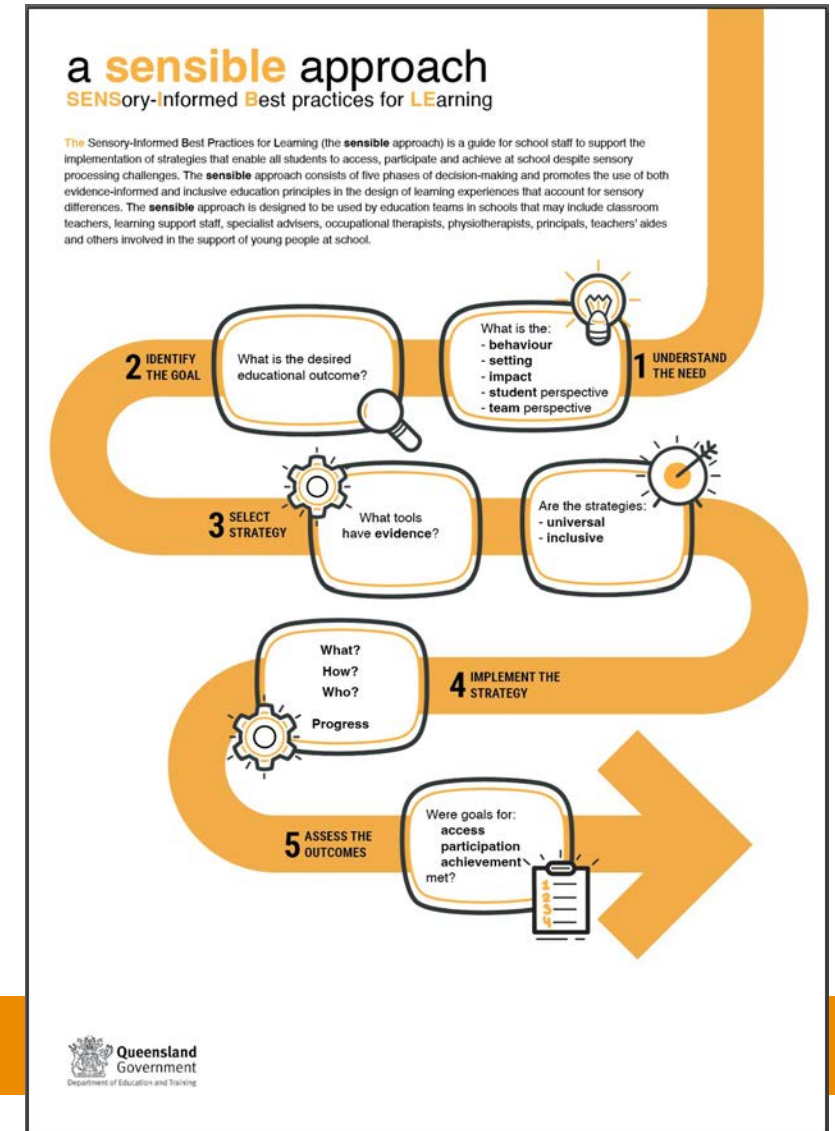 a sensible approach
SENSory-Informed Best practices for LEarning
The Sensory-Informed Best Practices for Learning (the sensible approach) is a guide for school staff to support the
implementation of strategies that enable all students to access, participate and achieve at school despite sensory
processing challenges. The sensible approach consists of five phases of decision-making and promotes the use of both
evidence-informed and inclusive education principles in the design of learning experiences that account for sensory
differences. The sensible approach is designed to be used by education teams in schools that may include classroom
teachers, learning support staff, specialist advisers, occupational therapists, physiotherapists, principals, teachers' aides
and others involved in the support of young people at school.
1 UNDERSTAND
THE NEED
What is the:
- behaviour
- setting
- impact
- student perspective
- team perspective
2 IDENTIFY
THE GOAL
What is the desired
educational outcome?
3 SELECT
STRATEGY
What tools
have evidence?
Are the strategies:
- universal
- inclusive
4 IMPLEMENT THE
STRATEGY
What?
How?
Who?
Progress
5 ASSESS THE
OUTCOMES
Were goals for:
access
participation
achievement
met?
Queensland
Government
Department of Education and Training